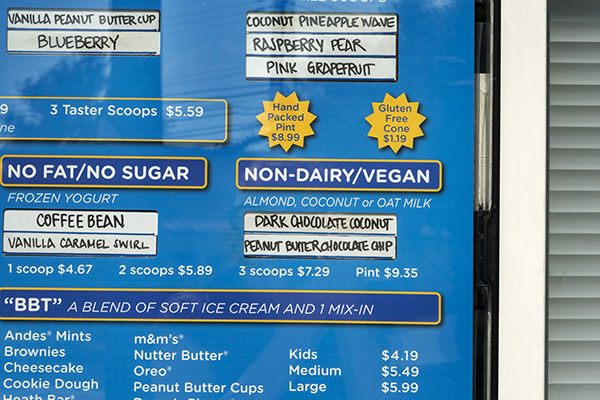 VANILLA PEANUT BUTTER CUP
BLUEBERRY
COCONUT PINEAPPLE WAVE
RASPBERRY PEAR
PINK GRAPEFRUIT
9 3 Taster Scoops $5.59
ne
Hand
Packed
Pint
$8.99
Gluten
Free
Cone
$1.19
NO FAT/NO SUGAR
FROZEN YOGURT
COFFEE BEAN
VANILLA CARAMEL SWIRL
NON-DAIRY/VEGAN
ALMOND, COCONUT or OAT MILK
DARK CHOCOLATE COCONUT
PEANUT BUTTER CHOCOLATE CHIP
1 scoop $4.67 2 scoops $5.89 3 scoops $7.29 Pint $9.35
"BBT" A BLEND OF SOFT ICE CREAM AND 1 MIX-IN
Andes® Mints
Brownies
Cheesecake
Cookie Dough
Heath Bar®
m&m's®
Nutter Butter®
Oreo®
Peanut Butter Cups
Kids $4.19
Medium $5.49
Large $5.99